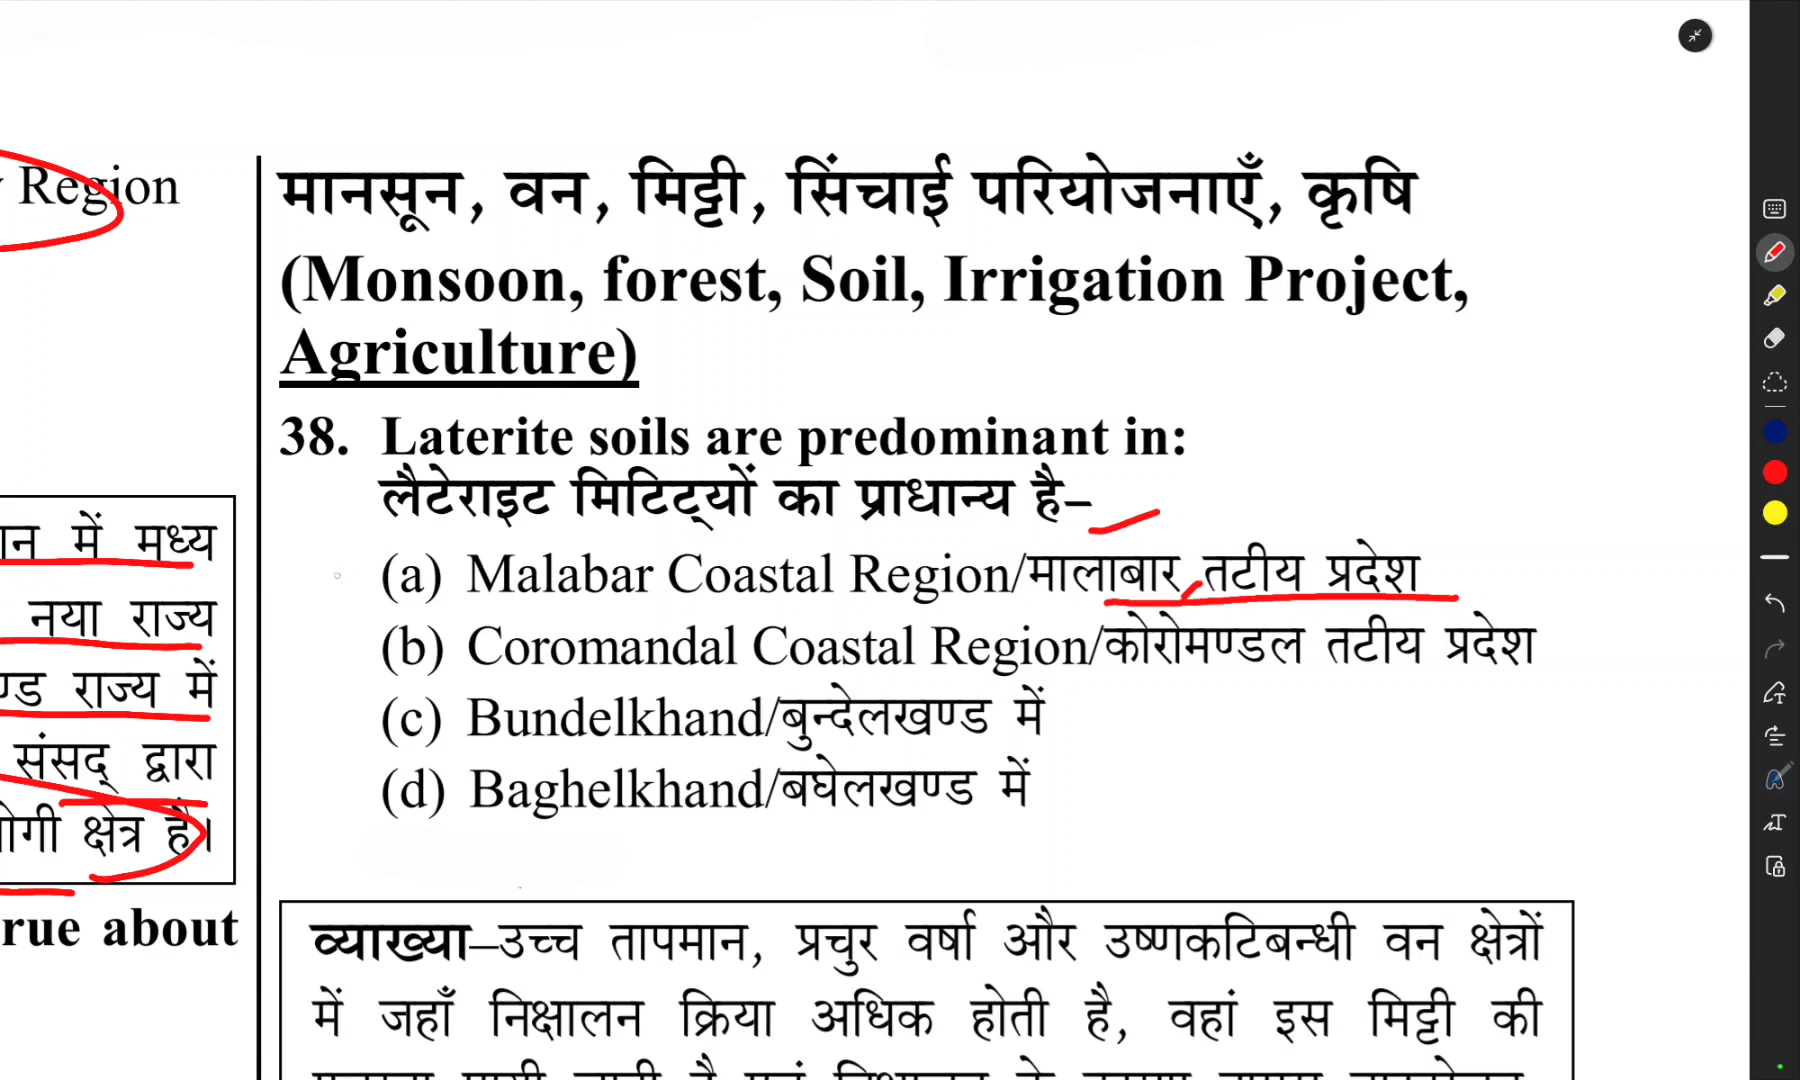 Region
न में मध्य
नया राज्य
ण्ड राज्य में
संसद् द्वारा
क्षेत्र है।
rue about
मानसून, वन, मिट्टी, सिंचाई परियोजनाएँ, कृषि
(Monsoon, forest, Soil, Irrigation Project,
Agriculture)
38. Laterite soils are predominant in:
लैटेराइट मिटिट्यों का प्राधान्य है–
(a) Malabar Coastal Region/मालाबार तटीय प्रदेश
(b) Coromandal Coastal Region/कोरोमण्डल तटीय प्रदेश
(c) Bundelkhand/बुन्देलखण्ड में
(d) Baghelkhand/बघेलखण्ड में
व्याख्या–उच्च तापमान, प्रचुर वर्षा और उष्णकटिबन्धी वन क्षेत्रों
में जहाँ निक्षालन क्रिया अधिक होती है, वहां इस मिट्टी की